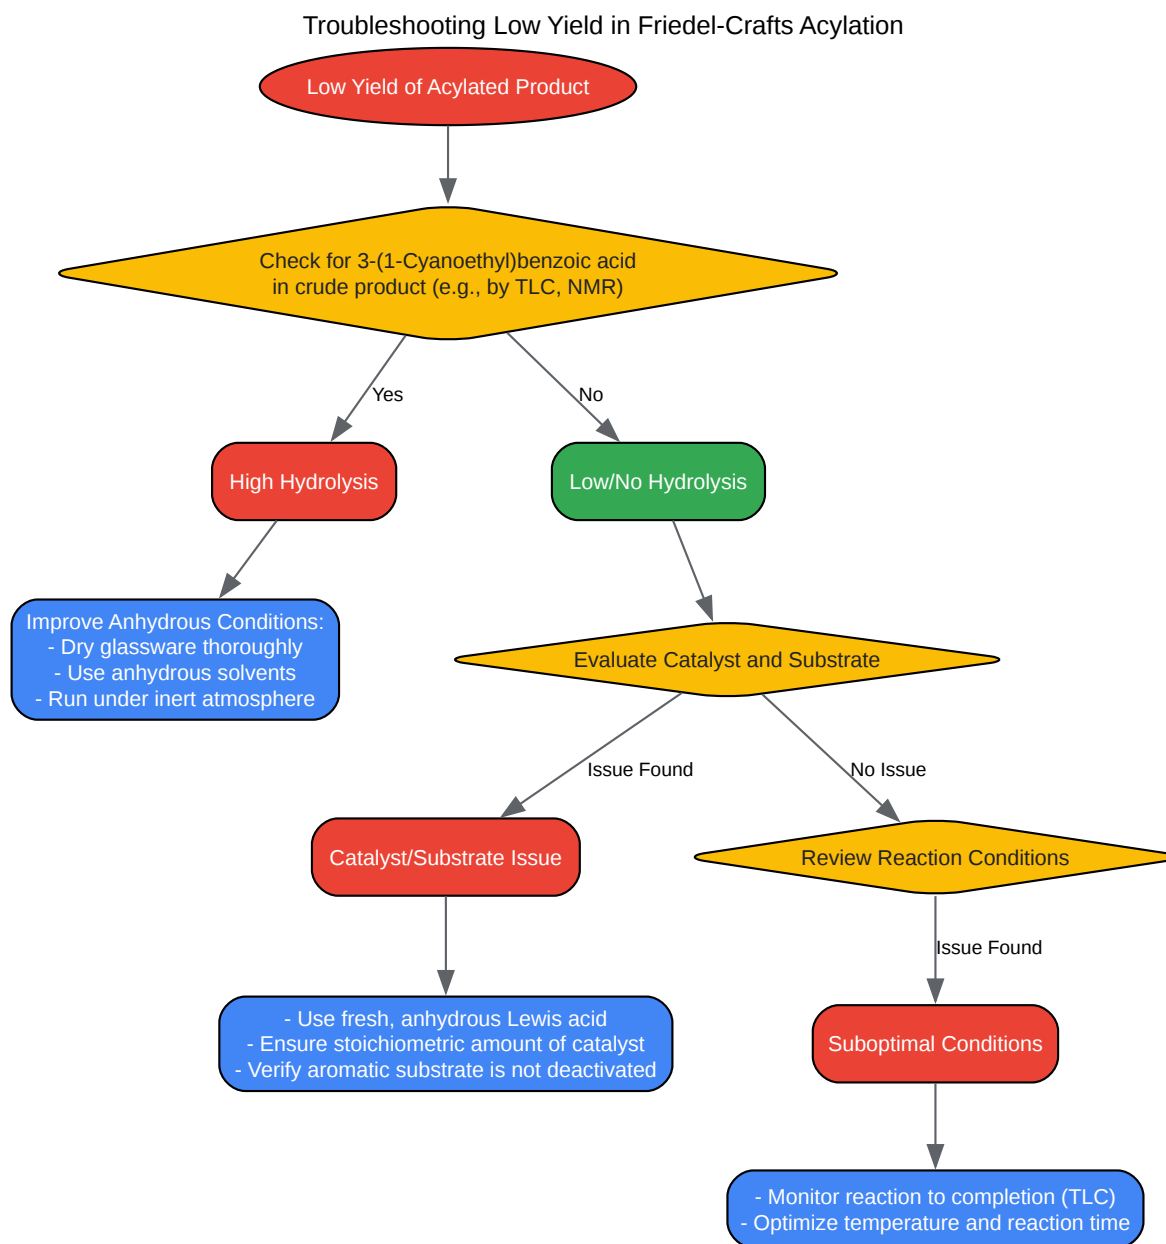 Troubleshooting Low Yield in Friedel-Crafts Acylation
Low Yield of Acylated Product
Check for 3-(1-Cyanoethyl)benzoic acid
in crude product (e.g., by TLC, NMR)
Yes
No
High Hydrolysis
Low/No Hydrolysis
Improve Anhydrous Conditions:
- Dry glassware thoroughly
- Use anhydrous solvents
- Run under inert atmosphere
Evaluate Catalyst and Substrate
Issue Found
No Issue
Catalyst/Substrate Issue
Review Reaction Conditions
Issue Found
- Use fresh, anhydrous Lewis acid
- Ensure stoichiometric amount of catalyst
- Verify aromatic substrate is not deactivated
Suboptimal Conditions
- Monitor reaction to completion (TLC)
- Optimize temperature and reaction time